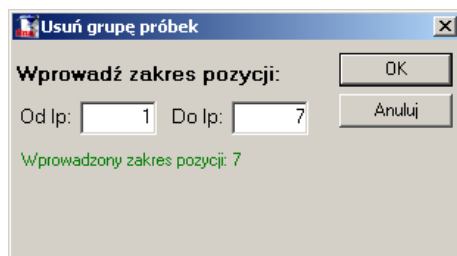 Usuń grupę próbek
Wprowadź zakres pozycji:
OK
Od lp: 1 Do lp: 7
Anuluj
Wprowadzony zakres pozycji: 7